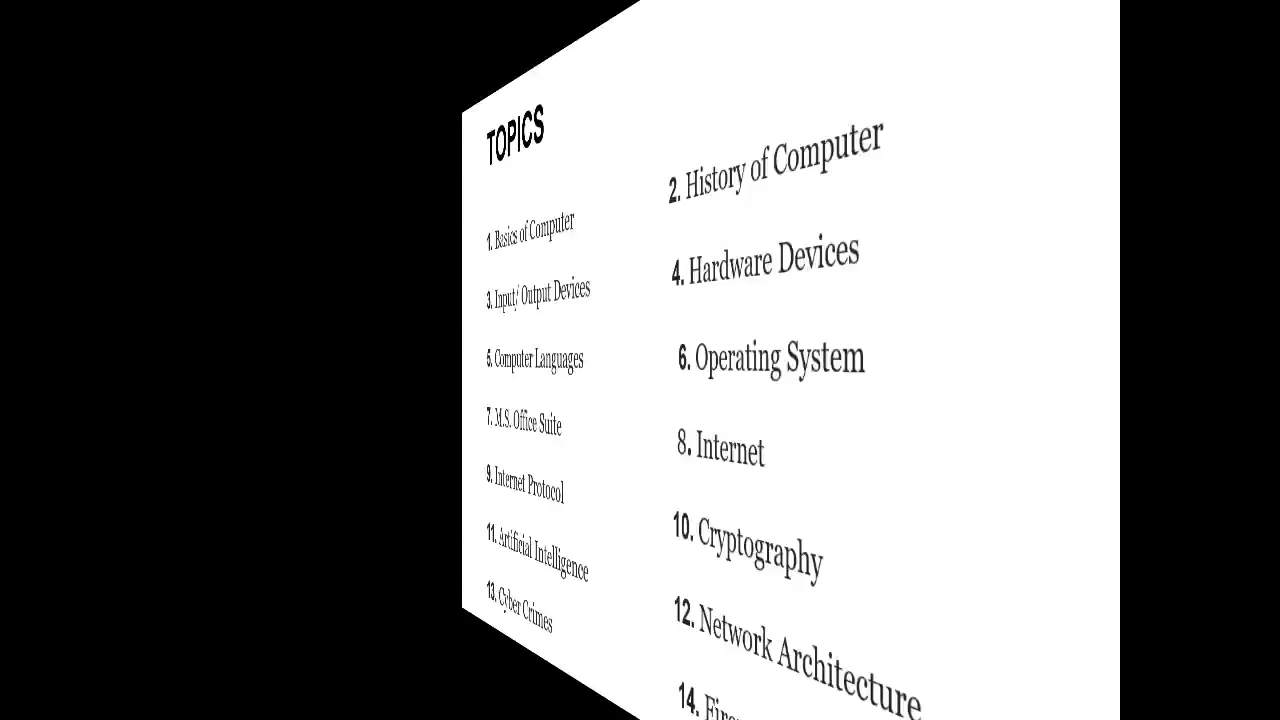 TOPICS
1. Basics of Computer
2. History of Computer
3. Input/ Output Devices
4. Hardware Devices
5. Computer Languages
6. Operating System
7. M.S. Office Suite
8. Internet
9. Internet Protocol
10. Cryptography
11. Artificial Intelligence
12. Network Architecture
13. Cyber Crimes
14.